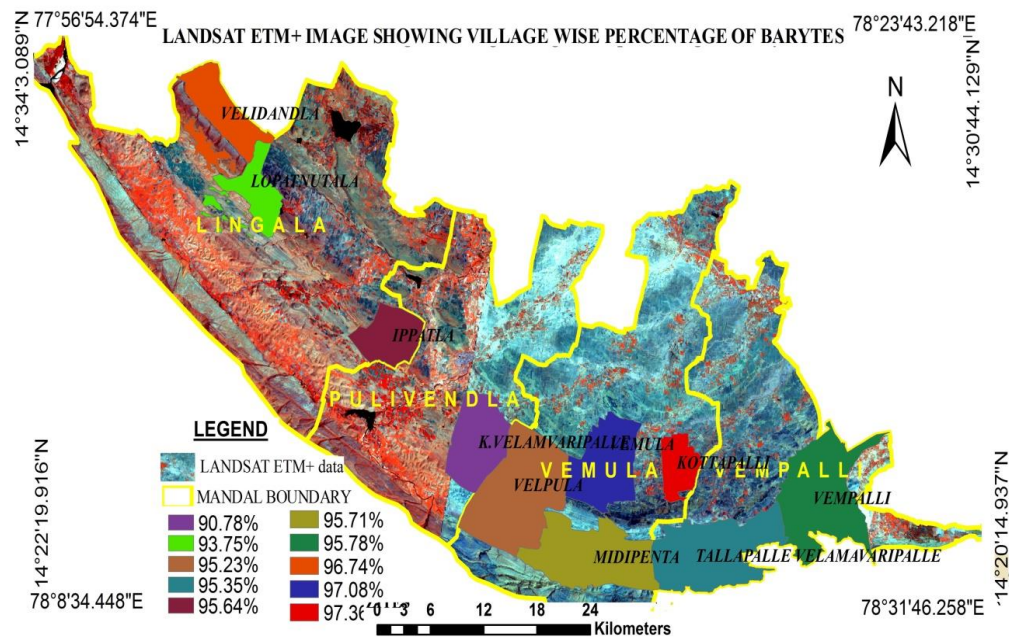 77°56'54.374"E
78°23'43.218"E
LANDSAT ETM+ IMAGE SHOWING VILLAGE WISE PERCENTAGE OF BARYTES
14°34'3.089"N
14°30'44.129"N
N
VELIDANDLA
LOPATNUTALA
LINGALA
IPPATLA
PULIVENDLA
K.VELAMVARIPALLE
VEMULA
KOTTAPALLI
VEMULA
VEMPALLI
VELPULA
VEMPALLI
MIDIPENTA
TALLAPALLE
VELAMAVARIPALLE
LEGEND
LANDSAT ETM+ data
MANDAL BOUNDARY
90.78%
93.75%
95.23%
95.35%
95.64%
95.71%
95.78%
96.74%
97.08%
97.36
0 3 6 12 18 24
Kilometers
14°22'19.916"N
14°20'14.937"N
78°8'34.448"E
78°31'46.258"E